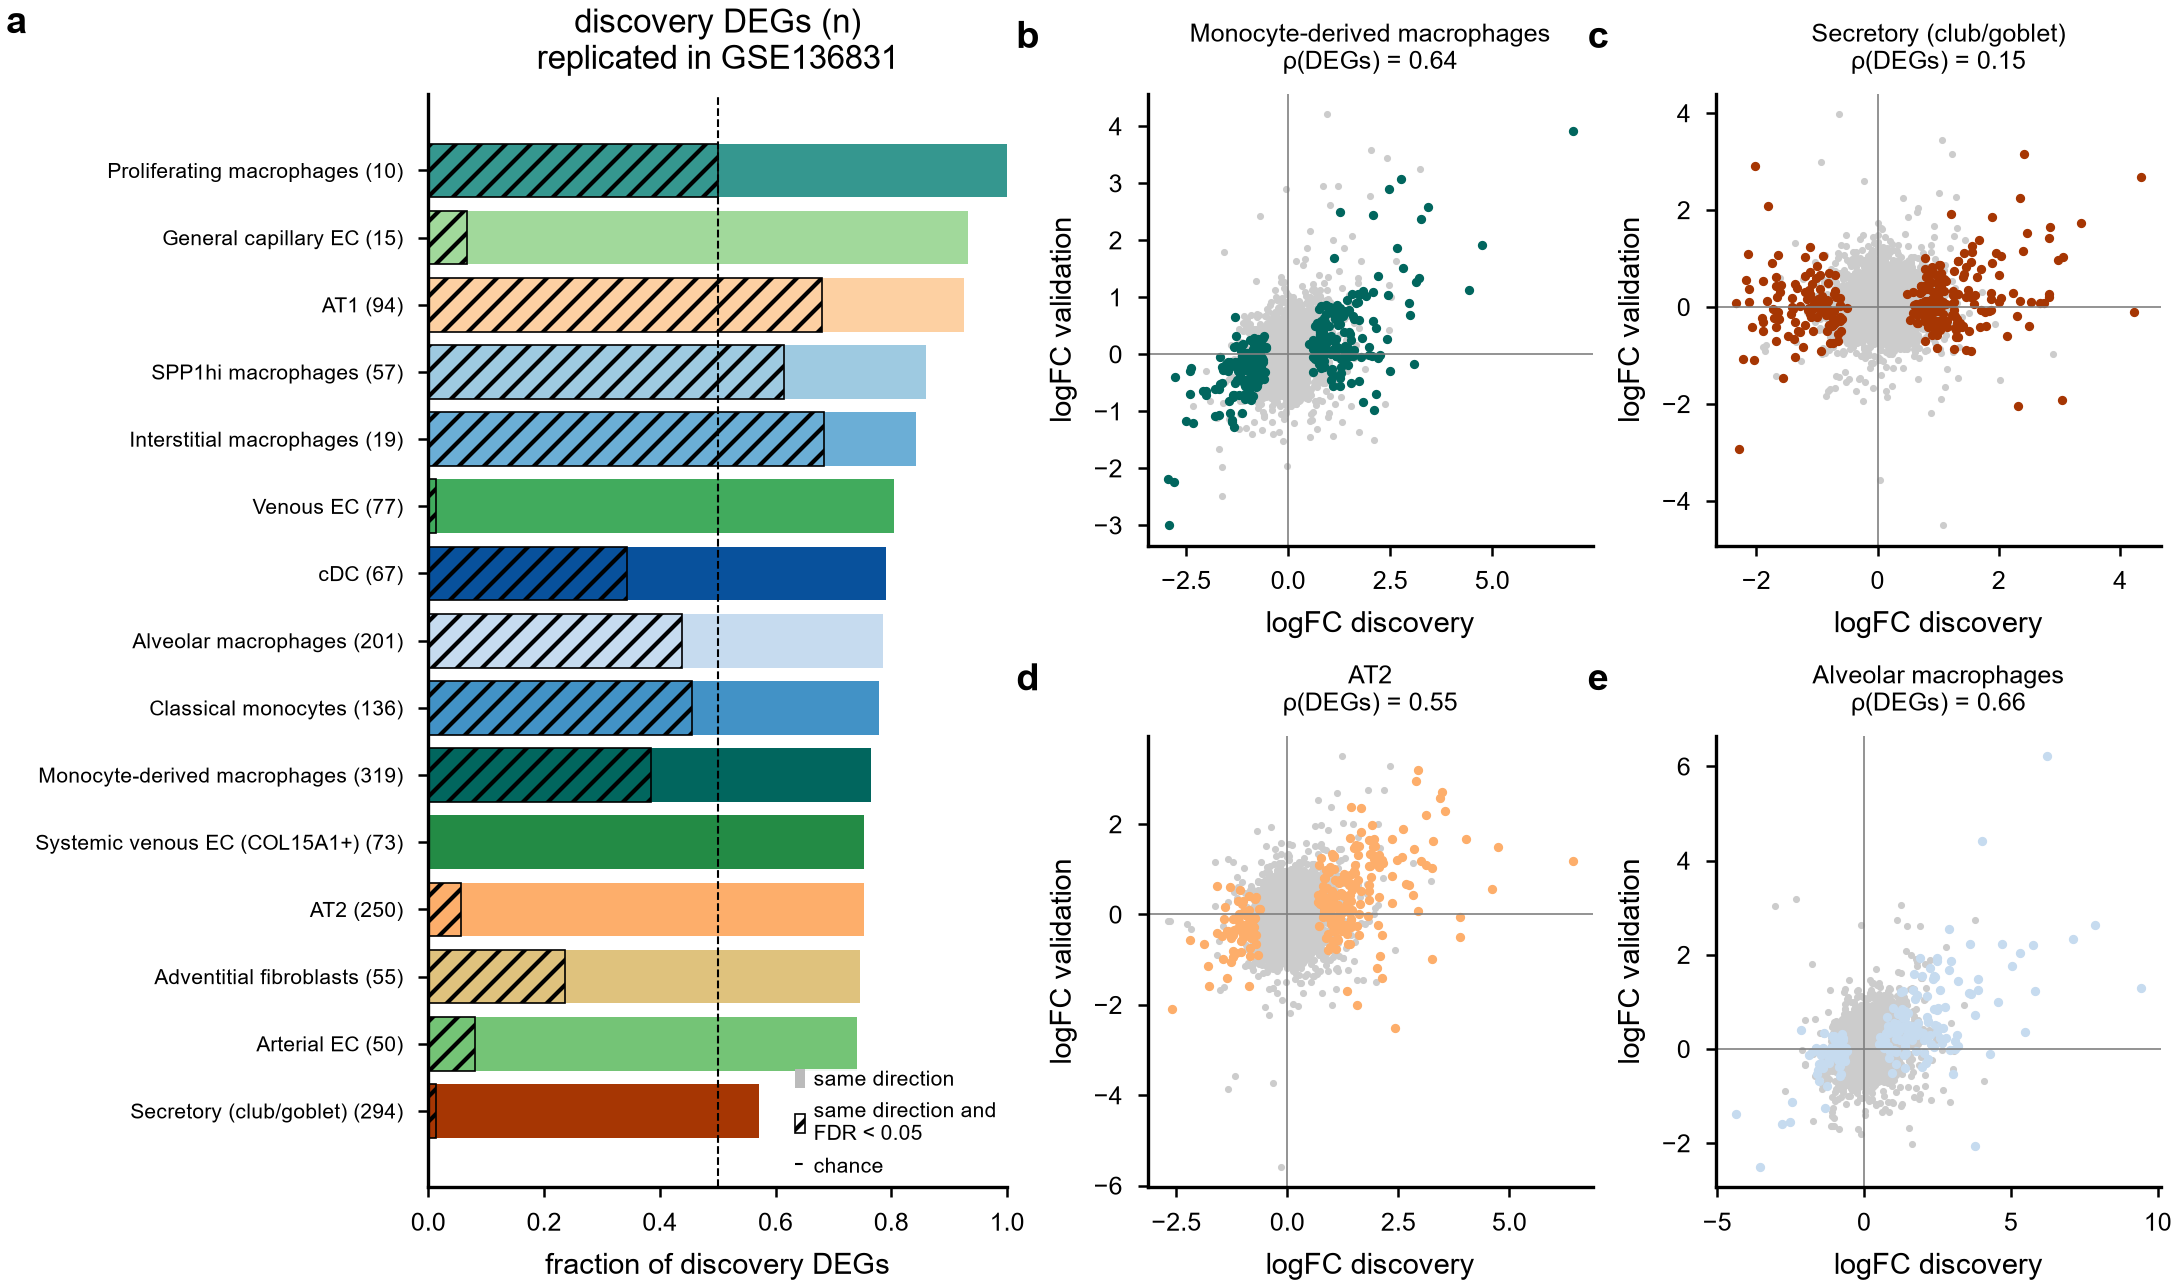 a
discovery DEGs (n)
replicated in GSE136831
Proliferating macrophages (10)
General capillary EC (15)
AT1 (94)
SPP1hi macrophages (57)
Interstitial macrophages (19)
Venous EC (77)
cDC (67)
Alveolar macrophages (201)
Classical monocytes (136)
Monocyte-derived macrophages (319)
Systemic venous EC (COL15A1+) (73)
AT2 (250)
Adventitial fibroblasts (55)
Arterial EC (50)
Secretory (club/goblet) (294)
same direction
same direction and
FDR < 0.05
chance
0.0 0.2 0.4 0.6 0.8 1.0
fraction of discovery DEGs
b
Monocyte-derived macrophages
ρ(DEGs) = 0.64
logFC validation
4
3
2
1
0
−1
−2
−3
−2.5 0.0 2.5 5.0
logFC discovery
c
Secretory (club/goblet)
ρ(DEGs) = 0.15
logFC validation
4
2
0
−2
−4
−2 0 2 4
logFC discovery
d
AT2
ρ(DEGs) = 0.55
logFC validation
2
0
−2
−4
−6
−2.5 0.0 2.5 5.0
logFC discovery
e
Alveolar macrophages
ρ(DEGs) = 0.66
logFC validation
6
4
2
0
−2
−5 0 5 10
logFC discovery